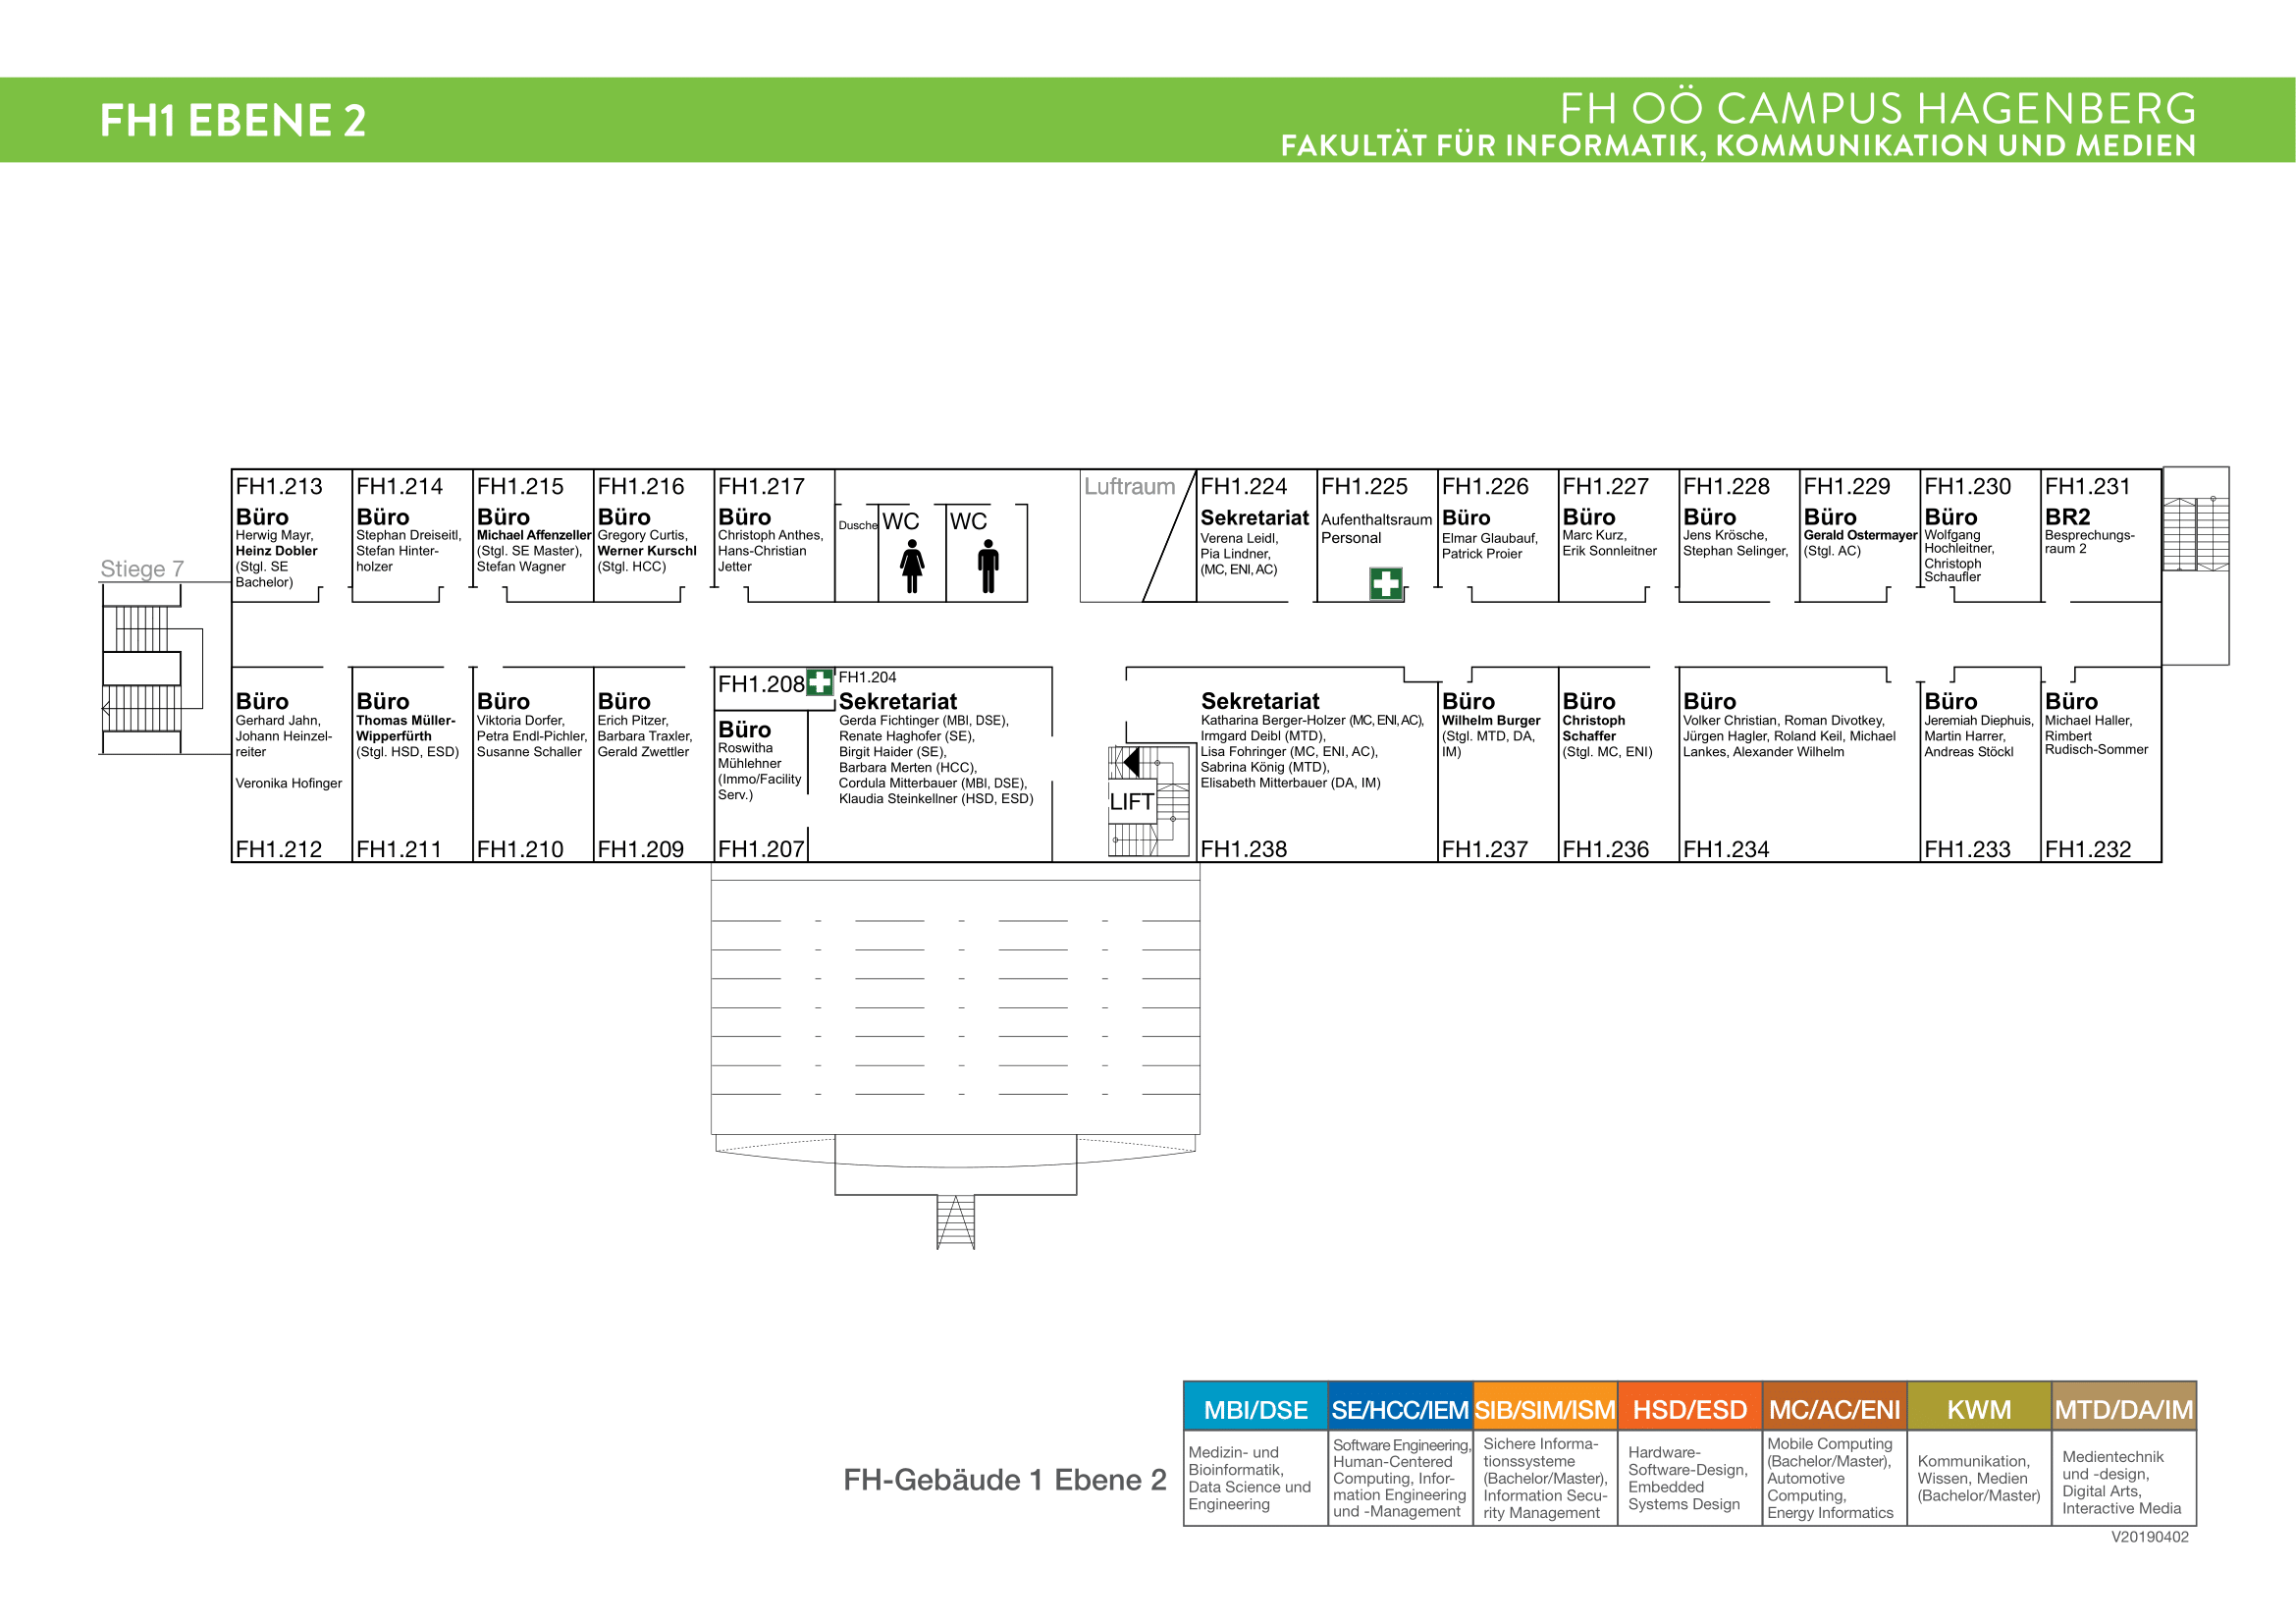 FH1 EBENE 2
FH OÖ CAMPUS HAGENBERG
FAKULTÄT FÜR INFORMATIK, KOMMUNIKATION UND MEDIEN
Stiege 7
FH1.213
Büro
Herwig Mayr,
Heinz Dobler
(Stgl. SE
Bachelor)
FH1.214
Büro
Stephan Dreiseitl,
Stefan Hinter-
holzer
FH1.215
Büro
Michael Affenzeller
(Stgl. SE Master),
Stefan Wagner
FH1.216
Büro
Gregory Curtis,
Werner Kurschl
(Stgl. HCC)
FH1.217
Büro
Christoph Anthes,
Hans-Christian
Jetter
Dusche
WC
WC
Luftraum
FH1.224
Sekretariat
Verena Leidl,
Pia Lindner,
(MC, ENI, AC)
FH1.225
Aufenthaltsraum
Personal
FH1.226
Büro
Elmar Glaubauf,
Patrick Proier
FH1.227
Büro
Marc Kurz,
Erik Sonnleitner
FH1.228
Büro
Jens Krösche,
Stephan Selinger,
FH1.229
Büro
Gerald Ostermayer
(Stgl. AC)
FH1.230
Büro
Wolfgang
Hochleitner,
Christoph
Schaufler
FH1.231
BR2
Besprechungs-
raum 2
Büro
Gerhard Jahn,
Johann Heinzel-
reiter
Veronika Hofinger
FH1.212
Büro
Thomas Müller-
Wipperfürth
(Stgl. HSD, ESD)
FH1.211
Büro
Viktoria Dorfer,
Petra Endl-Pichler,
Susanne Schaller
FH1.210
Büro
Erich Pitzer,
Barbara Traxler,
Gerald Zwettler
FH1.209
FH1.208
Büro
Roswitha
Mühlehner
(Immo/Facility
Serv.)
FH1.207
FH1.204
Sekretariat
Gerda Fichtinger (MBI, DSE),
Renate Haghofer (SE),
Birgit Haider (SE),
Barbara Merten (HCC),
Cordula Mitterbauer (MBI, DSE),
Klaudia Steinkellner (HSD, ESD)
LIFT
Sekretariat
Katharina Berger-Holzer (MC, ENI, AC),
Irmgard Deibl (MTD),
Lisa Fohringer (MC, ENI, AC),
Sabrina König (MTD),
Elisabeth Mitterbauer (DA, IM)
FH1.238
Büro
Wilhelm Burger
(Stgl. MTD, DA,
IM)
FH1.237
Büro
Christoph
Schaffer
(Stgl. MC, ENI)
FH1.236
Büro
Volker Christian, Roman Divotkey,
Jürgen Hagler, Roland Keil, Michael
Lankes, Alexander Wilhelm
FH1.234
Büro
Jeremiah Diephuis,
Martin Harrer,
Andreas Stöckl
FH1.233
Büro
Michael Haller,
Rimbert
Rudisch-Sommer
FH1.232
FH-Gebäude 1 Ebene 2
MBI/DSE
Medizin- und
Bioinformatik,
Data Science und
Engineering
SE/HCC/IEM
Software Engineering,
Human-Centered
Computing, Infor-
mation Engineering
und -Management
SIB/SIM/ISM
Sichere Informa-
tionssysteme
(Bachelor/Master),
Information Secu-
rity Management
HSD/ESD
Hardware-
Software-Design,
Embedded
Systems Design
MC/AC/ENI
Mobile Computing
(Bachelor/Master),
Automotive
Computing,
Energy Informatics
KWM
Kommunikation,
Wissen, Medien
(Bachelor/Master)
MTD/DA/IM
Medientechnik
und -design,
Digital Arts,
Interactive Media
V20190402